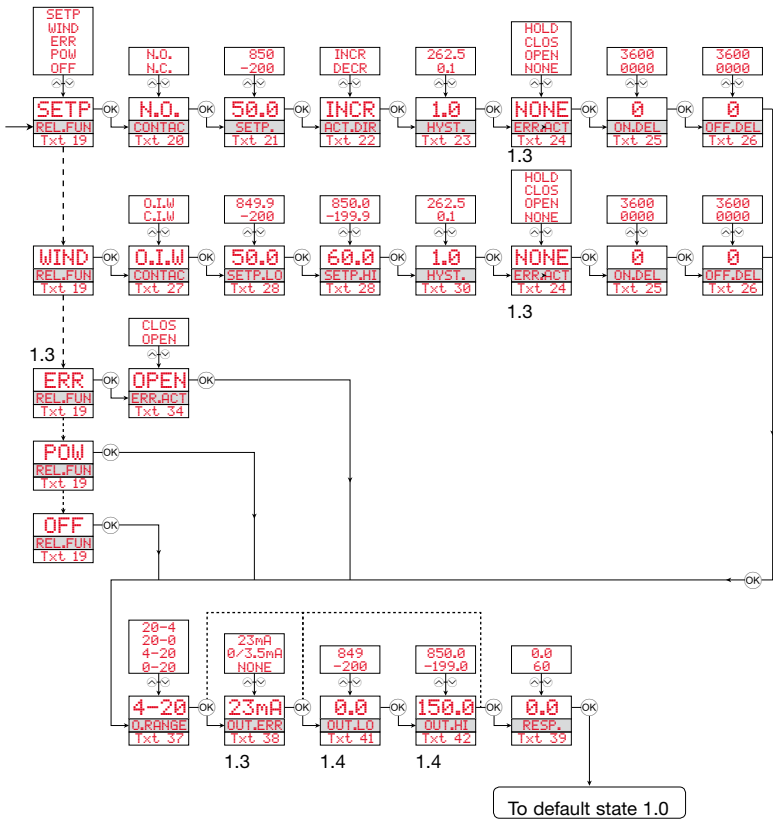 SETP
WIND
ERR
POW
OFF
N.O.
N.C.
850
-200
INCR
DECR
262.5
0.1
HOLD
CLOS
OPEN
NONE
3600
0000
3600
0000
SETP
REL.FUN
Txt 19
OK
N.O.
CONTAC
Txt 20
OK
50.0
SETP.
Txt 21
OK
INCR
ACT.DIR
Txt 22
OK
1.0
HYST.
Txt 23
OK
NONE
ERR.ACT
Txt 24
OK
0
ON.DEL
Txt 25
OK
0
OFF.DEL
Txt 26
1.3
O.I.W
C.I.W
849.9
-200
850.0
-199.9
262.5
0.1
HOLD
CLOS
OPEN
NONE
3600
0000
3600
0000
WIND
REL.FUN
Txt 19
OK
O.I.W
CONTAC
Txt 27
OK
50.0
SETP.LO
Txt 28
OK
60.0
SETP.HI
Txt 28
OK
1.0
HYST.
Txt 30
OK
NONE
ERR.ACT
Txt 24
OK
0
ON.DEL
Txt 25
OK
0
OFF.DEL
Txt 26
1.3
CLOS
OPEN
1.3
ERR
REL.FUN
Txt 19
OK
OPEN
ERR.ACT
Txt 34
OK
POW
REL.FUN
Txt 19
OK
OFF
REL.FUN
Txt 19
OK
OK
20-4
20-0
4-20
0-20
23mA
0/3.5mA
NONE
849
-200
850.0
-199.0
0.0
60
4-20
O.RANGE
Txt 37
OK
23mA
OUT.ERR
Txt 38
OK
0.0
OUT.LO
Txt 41
OK
150.0
OUT.HI
Txt 42
OK
0.0
RESP.
Txt 39
OK
1.3
1.4
1.4
To default state 1.0